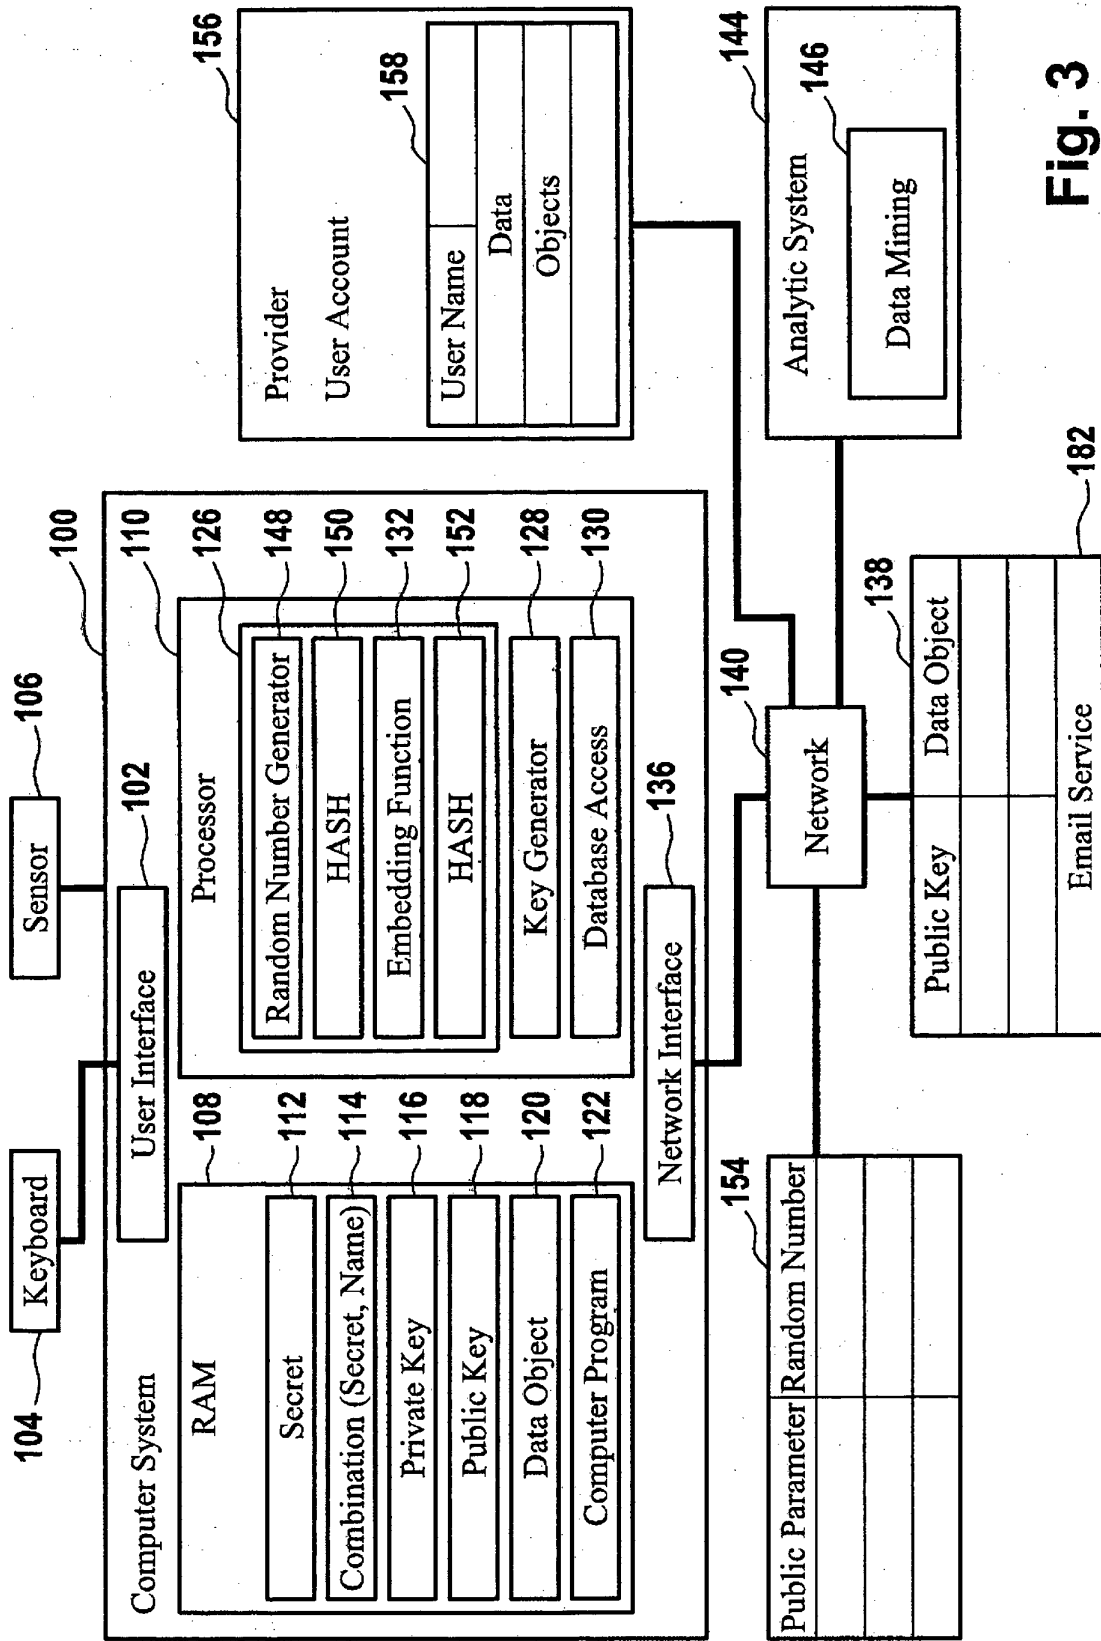 104
Keyboard
Sensor
106
Computer System
100
User Interface
102
110
RAM
108
Processor
126
Secret
112
Random Number Generator
148
Combination (Secret, Name)
114
HASH
150
Private Key
116
Embedding Function
132
Public Key
118
HASH
152
Data Object
120
Key Generator
128
Computer Program
122
Database Access
130
Network Interface
136
156
Provider
User Account
158
User Name
Data
Objects
140
Network
144
Analytic System
146
Data Mining
154
Public Parameter
Random Number
138
Public Key
Data Object
Email Service
182
Fig. 3